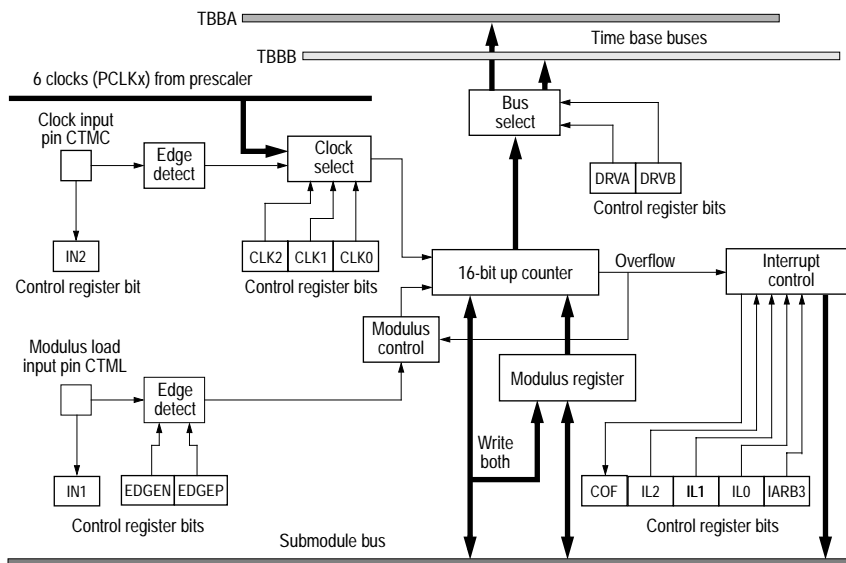 TBBA
TBBB
Time base buses
6 clocks (PCLKx) from prescaler
Clock input
pin CTMC
Edge
detect
Clock
select
Bus
select
DRVA DRVB
Control register bits
IN2
Control register bit
CLK2 CLK1 CLK0
Control register bits
16-bit up counter
Overflow
Interrupt
control
Modulus
control
Modulus load
input pin CTML
Edge
detect
Modulus register
Write
both
IN1
EDGEN EDGEP
Control register bits
COF IL2 IL1 IL0 IARB3
Control register bits
Submodule bus